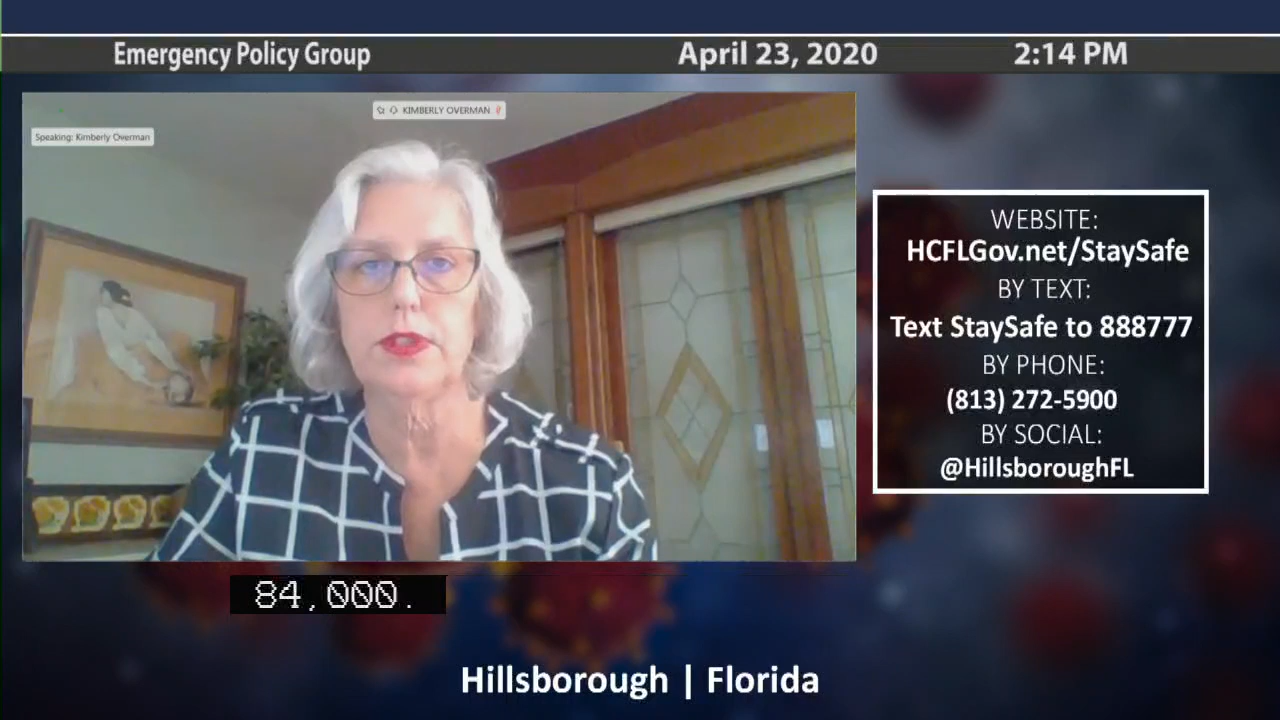 Emergency Policy Group April 23, 2020 2:14 PM
KIMBERLY OVERMAN
Speaking: Kimberly Overman
WEBSITE:
HCFLGov.net/StaySafe
BY TEXT:
Text StaySafe to 888777
BY PHONE:
(813) 272-5900
BY SOCIAL:
@HillsboroughFL
84,000.
Hillsborough | Florida